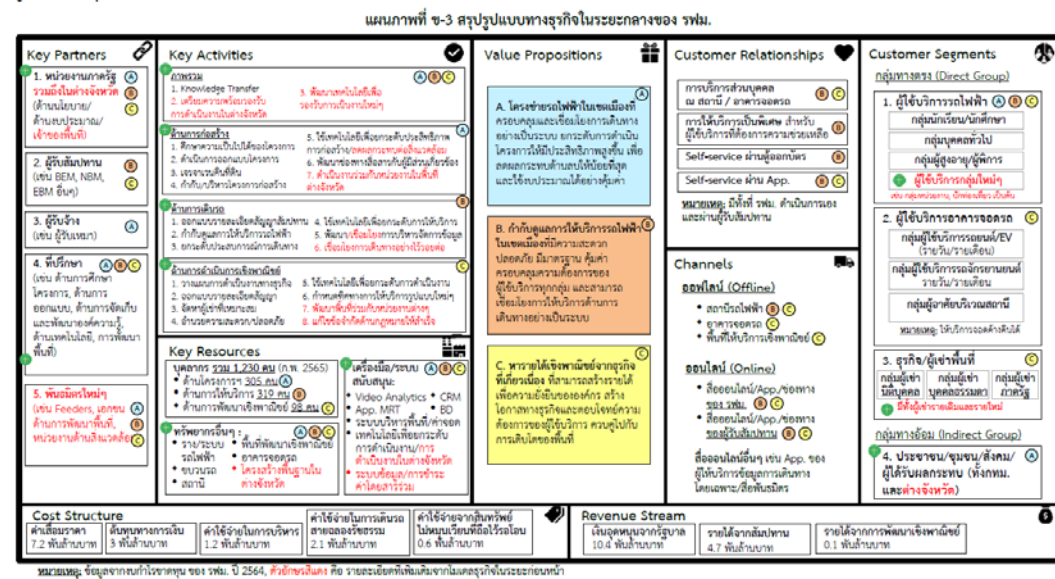 แผนภาพที่ ข-3 สรุปรูปแบบทางธุรกิจในระยะกลางของ รฟม.
Key Partners
1. หน่วยงานภาครัฐ
รวมถึงในต่างจังหวัด
(ด้านนโยบาย/
ด้านงบประมาณ/
เจ้าของพื้นที่)
A
B
C
2. ผู้รับสัมปทาน
(เช่น BEM, NBM,
EBM อื่นๆ)
B
C
3. ผู้รับจ้าง
(เช่น ผู้รับเหมา)
A
4. ที่ปรึกษา
A B C
(เช่น ด้านการศึกษา
โครงการ, ด้านการ
ออกแบบ, ด้านการจัดเก็บ
และพัฒนาองค์ความรู้,
ด้านเทคโนโลยี, การพัฒนา
พื้นที่)
5. พันธมิตรใหม่ๆ
(เช่น Feeders, เอกชน
ด้านการพัฒนาพื้นที่,
หน่วยงานด้านสิ่งแวดล้อม)
A
B
C
Key Activities
ภาพรวม
A B C
1. Knowledge Transfer
2. เตรียมความพร้อมรองรับ
การดำเนินงานในต่างจังหวัด
3. พัฒนาเทคโนโลยีเพื่อ
รองรับการเดินงานใหม่ๆ
ด้านการก่อสร้าง
A
1. ศึกษาความเป็นไปได้ของโครงการ
2. ดำเนินการออกแบบโครงการ
3. เจรจาเวนคืนที่ดิน
4. กำกับ/บริหารโครงการก่อสร้าง
5. ใช้เทคโนโลยีเพื่อยกระดับประสิทธิภาพ
การก่อสร้าง/ลดผลกระทบต่อสิ่งแวดล้อม
6. พัฒนาช่องทางสื่อสารกับผู้มีส่วนเกี่ยวข้อง
7. ดำเนินงานร่วมกับหน่วยงานในพื้นที่
ต่างจังหวัด
ด้านการเดินรถ
B
1. ออกแบบรายละเอียดสัญญาสัมปทาน
2. กำกับดูแลการให้บริการรถไฟฟ้า
3. ยกระดับประสบการณ์การเดินทาง
4. ใช้เทคโนโลยีเพื่อยกระดับการให้บริการ
5. พัฒนา/เชื่อมโยงการบริหารจัดการข้อมูล
6. เชื่อมโยงการเดินทางอย่างไร้รอยต่อ
ด้านการดำเนินการเชิงพาณิชย์
C
1. วางแผนการดำเนินงานทางธุรกิจ
2. ออกแบบรายละเอียดสัญญา
3. จัดหาผู้เช่าที่เหมาะสม
4. อำนวยความสะดวก/ปลอดภัย
5. ใช้เทคโนโลยีเพื่อยกระดับการดำเนินงาน
6. กำหนดทิศทางการให้บริการรูปแบบใหม่ๆ
7. พัฒนาพื้นที่ร่วมกับหน่วยงานต่างๆ
8. แก้ไขข้อจำกัดด้านกฎหมายให้สำเร็จ
Key Resources
บุคลากร รวม 1,230 คน (ก.พ. 2565)
• ด้านโครงการฯ 305 คน A
• ด้านการให้บริการ 319 คน B
• ด้านการพัฒนาเชิงพาณิชย์ 98 คน C
ทรัพยากรอื่นๆ :
A B C
• ราง/ระบบ
รถไฟฟ้า
• ขบวนรถ
• สถานี
• พื้นที่พัฒนาเชิงพาณิชย์
• อาคารจอดรถ
• โครงสร้างพื้นฐานใน
ต่างจังหวัด
เครื่องมือ/ระบบ
สนับสนุน:
A B C
• Video Analytics • CRM
• App. MRT • BD
• ระบบบริหารพื้นที่/ค่าจอด
• เทคโนโลยีเพื่อยกระดับ
การดำเนินงาน/การ
ดำเนินงานในต่างจังหวัด
• ระบบข้อมูล/การชำระ
ค่าโดยสารร่วม
Value Propositions
A
A. โครงข่ายรถไฟฟ้าในเขตเมืองที่
ครอบคลุมและเชื่อมโยงการเดินทาง
อย่างเป็นระบบ ยกระดับการดำเนิน
โครงการให้มีประสิทธิภาพสูงขึ้น เพื่อ
ลดผลกระทบด้านลบให้น้อยที่สุด
และใช้งบประมาณได้อย่างคุ้มค่า
B
B. กำกับดูแลการให้บริการรถไฟฟ้า
ในเขตเมืองที่มีความสะดวก
ปลอดภัย มีมาตรฐาน คุ้มค่า
ครอบคลุมความต้องการของ
ผู้ใช้บริการทุกกลุ่ม และสามารถ
เชื่อมโยงการให้บริการด้านการ
เดินทางอย่างเป็นระบบ
C
C. หารายได้เชิงพาณิชย์จากธุรกิจ
ที่เกี่ยวเนื่อง ที่สามารถสร้างรายได้
เพื่อความยั่งยืนขององค์กร สร้าง
โอกาสทางธุรกิจและตอบโจทย์ความ
ต้องการของผู้ใช้บริการ ควบคู่ไปกับ
การเติบโตของพื้นที่
Customer Relationships
การบริการส่วนบุคคล
ณ สถานี / อาคารจอดรถ
B C
การให้บริการเป็นพิเศษ สำหรับ
ผู้ใช้บริการที่ต้องการความช่วยเหลือ
B
Self-service ผ่านตู้ออกบัตร B
Self-service ผ่าน App. B C
หมายเหตุ: มีทั้งที่ รฟม. ดำเนินการเอง
และผ่านผู้รับสัมปทาน
Channels
ออฟไลน์ (Offline)
• สถานีรถไฟฟ้า B C
• อาคารจอดรถ C
• พื้นที่ให้บริการเชิงพาณิชย์ C
ออนไลน์ (Online)
• สื่อออนไลน์/App./ช่องทาง
ของ รฟม. B C
• สื่อออนไลน์/App./ช่องทาง
ของผู้รับสัมปทาน B C
สื่อออนไลน์อื่นๆ เช่น App. ของ
ผู้ให้บริการข้อมูลการเดินทาง
โดยเฉพาะ/สื่อพันธมิตร
Customer Segments
กลุ่มทางตรง (Direct Group)
1. ผู้ใช้บริการรถไฟฟ้า A B C
กลุ่มนักเรียน/นักศึกษา
กลุ่มบุคคลทั่วไป
กลุ่มผู้สูงอายุ/ผู้พิการ
ผู้ใช้บริการกลุ่มใหม่ๆ
เช่น กลุ่มหน่วยงาน, นักท่องเที่ยว เป็นต้น
2. ผู้ใช้บริการอาคารจอดรถ C
กลุ่มผู้ใช้บริการรถยนต์/EV
(รายวัน/รายเดือน)
กลุ่มผู้ใช้บริการรถจักรยานยนต์
รายวัน/รายเดือน
กลุ่มผู้อาศัยบริเวณสถานี
หมายเหตุ: ให้บริการจอดค้างคืนได้
3. ธุรกิจ/ผู้เช่าพื้นที่ C
กลุ่มผู้เช่า
นิติบุคคล
กลุ่มผู้เช่า
บุคคลธรรมดา
กลุ่มผู้เช่า
ภาครัฐ
มีทั้งผู้เช่ารายเดิมและรายใหม่
กลุ่มทางอ้อม (Indirect Group)
4. ประชาชน/ชุมชน/สังคม/
ผู้ได้รับผลกระทบ (ทั้งกทม.
และต่างจังหวัด)
A
Cost Structure
ค่าเสื่อมราคา
7.2 พันล้านบาท
ต้นทุนทางการเงิน
3 พันล้านบาท
ค่าใช้จ่ายในการบริหาร
1.2 พันล้านบาท
ค่าใช้จ่ายในการเดินรถ
สายฉลองรัชธรรม
2.1 พันล้านบาท
ค่าใช้จ่ายจากสินทรัพย์
ไม่หมุนเวียนที่ถือไว้รอโอน
0.6 พันล้านบาท
Revenue Stream
เงินอุดหนุนจากรัฐบาล
10.4 พันล้านบาท
รายได้จากสัมปทาน
4.7 พันล้านบาท
รายได้จากการพัฒนาเชิงพาณิชย์
0.1 พันล้านบาท
หมายเหตุ: ข้อมูลจากงบกำไรขาดทุน ของ รฟม. ปี 2564, ตัวอักษรสีแดง คือ รายละเอียดที่เพิ่มเติมจากโมเดลธุรกิจในระยะก่อนหน้า